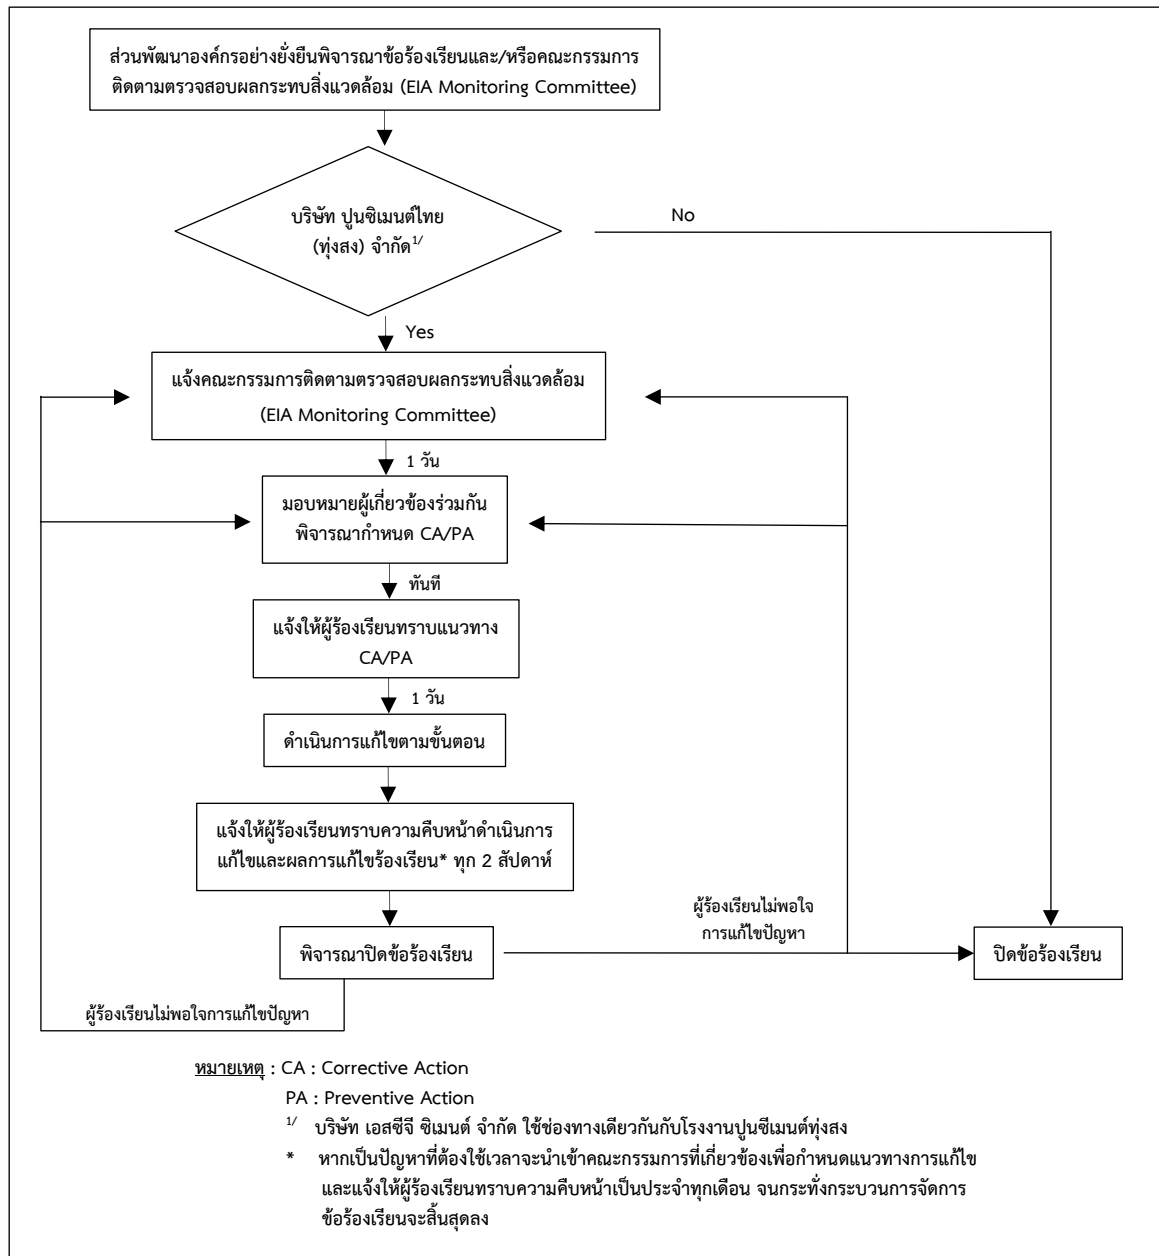 ส่วนพัฒนาองค์กรอย่างยั่งยืนพิจารณาข้อร้องเรียนและ/หรือคณะกรรมการ
ติดตามตรวจสอบผลกระทบสิ่งแวดล้อม (EIA Monitoring Committee)
บริษัท ปูนซิเมนต์ไทย
(ทุ่งสง) จำกัด1/
No
Yes
แจ้งคณะกรรมการติดตามตรวจสอบผลกระทบสิ่งแวดล้อม
(EIA Monitoring Committee)
1 วัน
มอบหมายผู้เกี่ยวข้องร่วมกัน
พิจารณากำหนด CA/PA
ทันที
แจ้งให้ผู้ร้องเรียนทราบแนวทาง
CA/PA
1 วัน
ดำเนินการแก้ไขตามขั้นตอน
แจ้งให้ผู้ร้องเรียนทราบความคืบหน้าดำเนินการ
แก้ไขและผลการแก้ไขร้องเรียน* ทุก 2 สัปดาห์
ผู้ร้องเรียนไม่พอใจ
การแก้ไขปัญหา
พิจารณาปิดข้อร้องเรียน
ปิดข้อร้องเรียน
ผู้ร้องเรียนไม่พอใจการแก้ไขปัญหา
หมายเหตุ : CA : Corrective Action
PA : Preventive Action
1/ บริษัท เอสซีจี ซิเมนต์ จำกัด ใช้ช่องทางเดียวกันกับโรงงานปูนซีเมนต์ทุ่งสง
* หากเป็นปัญหาที่ต้องใช้เวลาจะนำเข้าคณะกรรมการที่เกี่ยวข้องเพื่อกำหนดแนวทางการแก้ไข
และแจ้งให้ผู้ร้องเรียนทราบความคืบหน้าเป็นประจำทุกเดือน จนกระทั่งกระบวนการจัดการ
ข้อร้องเรียนจะสิ้นสุดลง